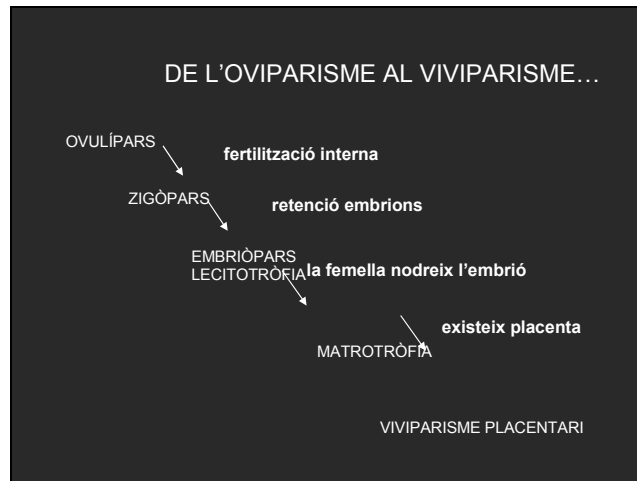 DE L'OVIPARISME AL VIVIPARISME…
OVULÍPARS
fertilització interna
ZIGÒPARS
retenció embrions
EMBRIÒPARS
LECITOTRÒFIA
la femella nodreix l'embrió
existeix placenta
MATROTRÒFIA
VIVIPARISME PLACENTARI